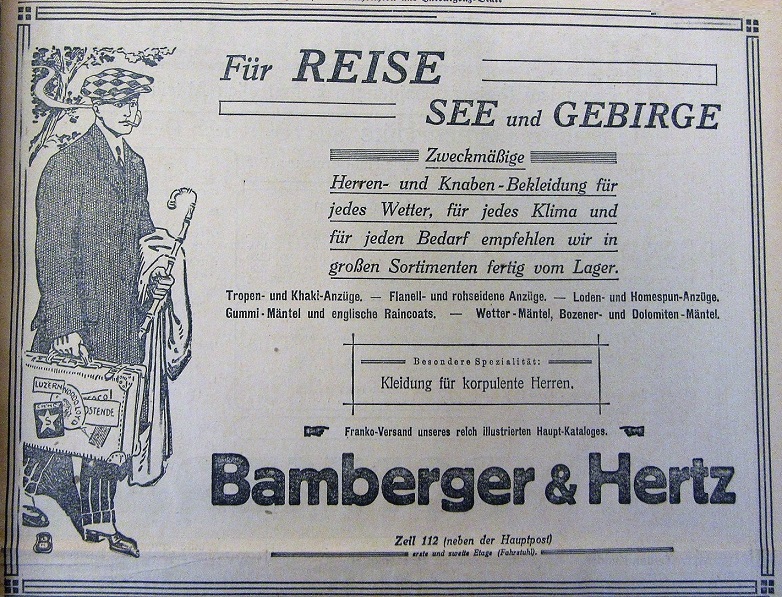 Für REISE
SEE und GEBIRGE
Zweckmäßige
Herren- und Knaben-Bekleidung für
jedes Wetter, für jedes Klima und
für jeden Bedarf empfehlen wir in
großen Sortimenten fertig vom Lager.
Tropen- und Khaki-Anzüge. — Flanell- und rohseidene Anzüge. — Loden- und Homespun-Anzüge.
Gummi-Mäntel und englische Raincoats. — Wetter-Mäntel, Bozener- und Dolomiten-Mäntel.
Besondere Spezialität:
Kleidung für korpulente Herren.
Franko-Versand unseres reich illustrierten Haupt-Kataloges.
Bamberger & Hertz
Zeil 112 (neben der Hauptpost)
erste und zweite Etage (Fahrstuhl).
LUZERN
NORDD. LLOYD
OSTENDE
S
B